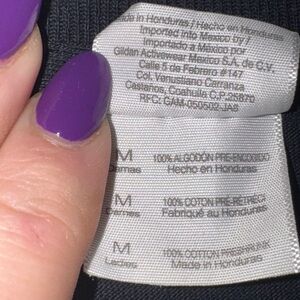 Made in Honduras / Hecho en Honduras
Imported into Mexico by /
Importado a México por
Gildan Activewear Mexico S.A. de C.V.
Calle 5 de Febrero #147
Col. Venustiano Carranza
Castaños, Coahuila C.P.25870
RFC: GAM-050502-JA8
M 100% ALGODÓN PRE-ENCOGIDO
Damas Hecho en Honduras
M 100% COTON PRÉ-RÉTRÉCI
Dames Fabriqué au Honduras
M 100% COTTON PRESHRUNK
Ladies Made in Honduras